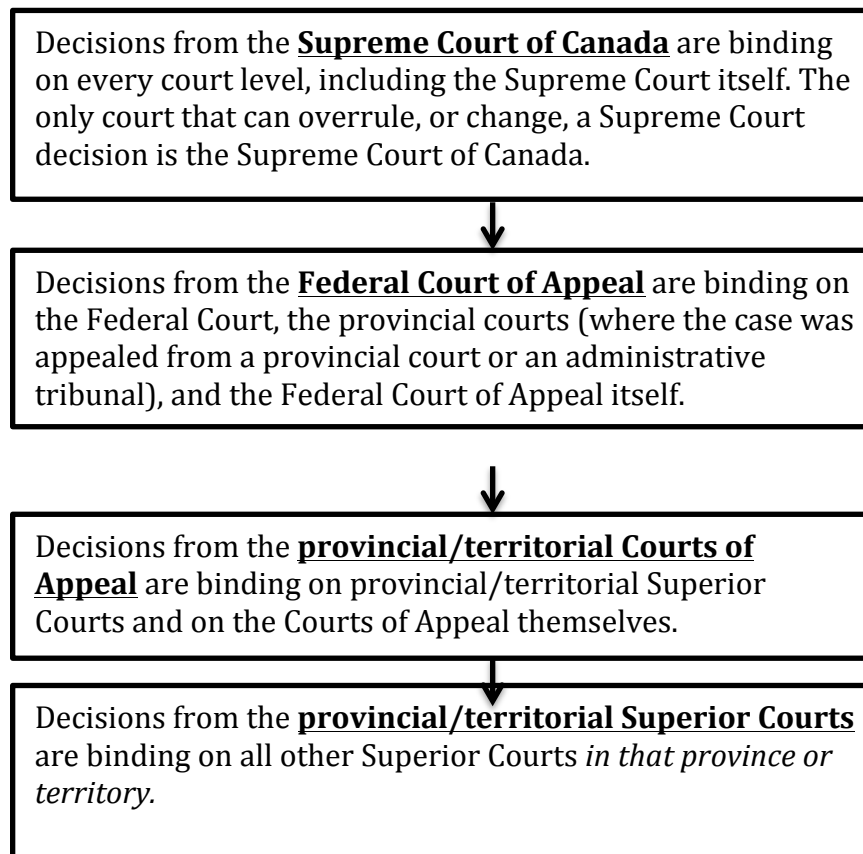 Decisions from the Supreme Court of Canada are binding
on every court level, including the Supreme Court itself. The
only court that can overrule, or change, a Supreme Court
decision is the Supreme Court of Canada.
Decisions from the Federal Court of Appeal are binding on
the Federal Court, the provincial courts (where the case was
appealed from a provincial court or an administrative
tribunal), and the Federal Court of Appeal itself.
Decisions from the provincial/territorial Courts of
Appeal are binding on provincial/territorial Superior
Courts and on the Courts of Appeal themselves.
Decisions from the provincial/territorial Superior Courts
are binding on all other Superior Courts in that province or
territory.